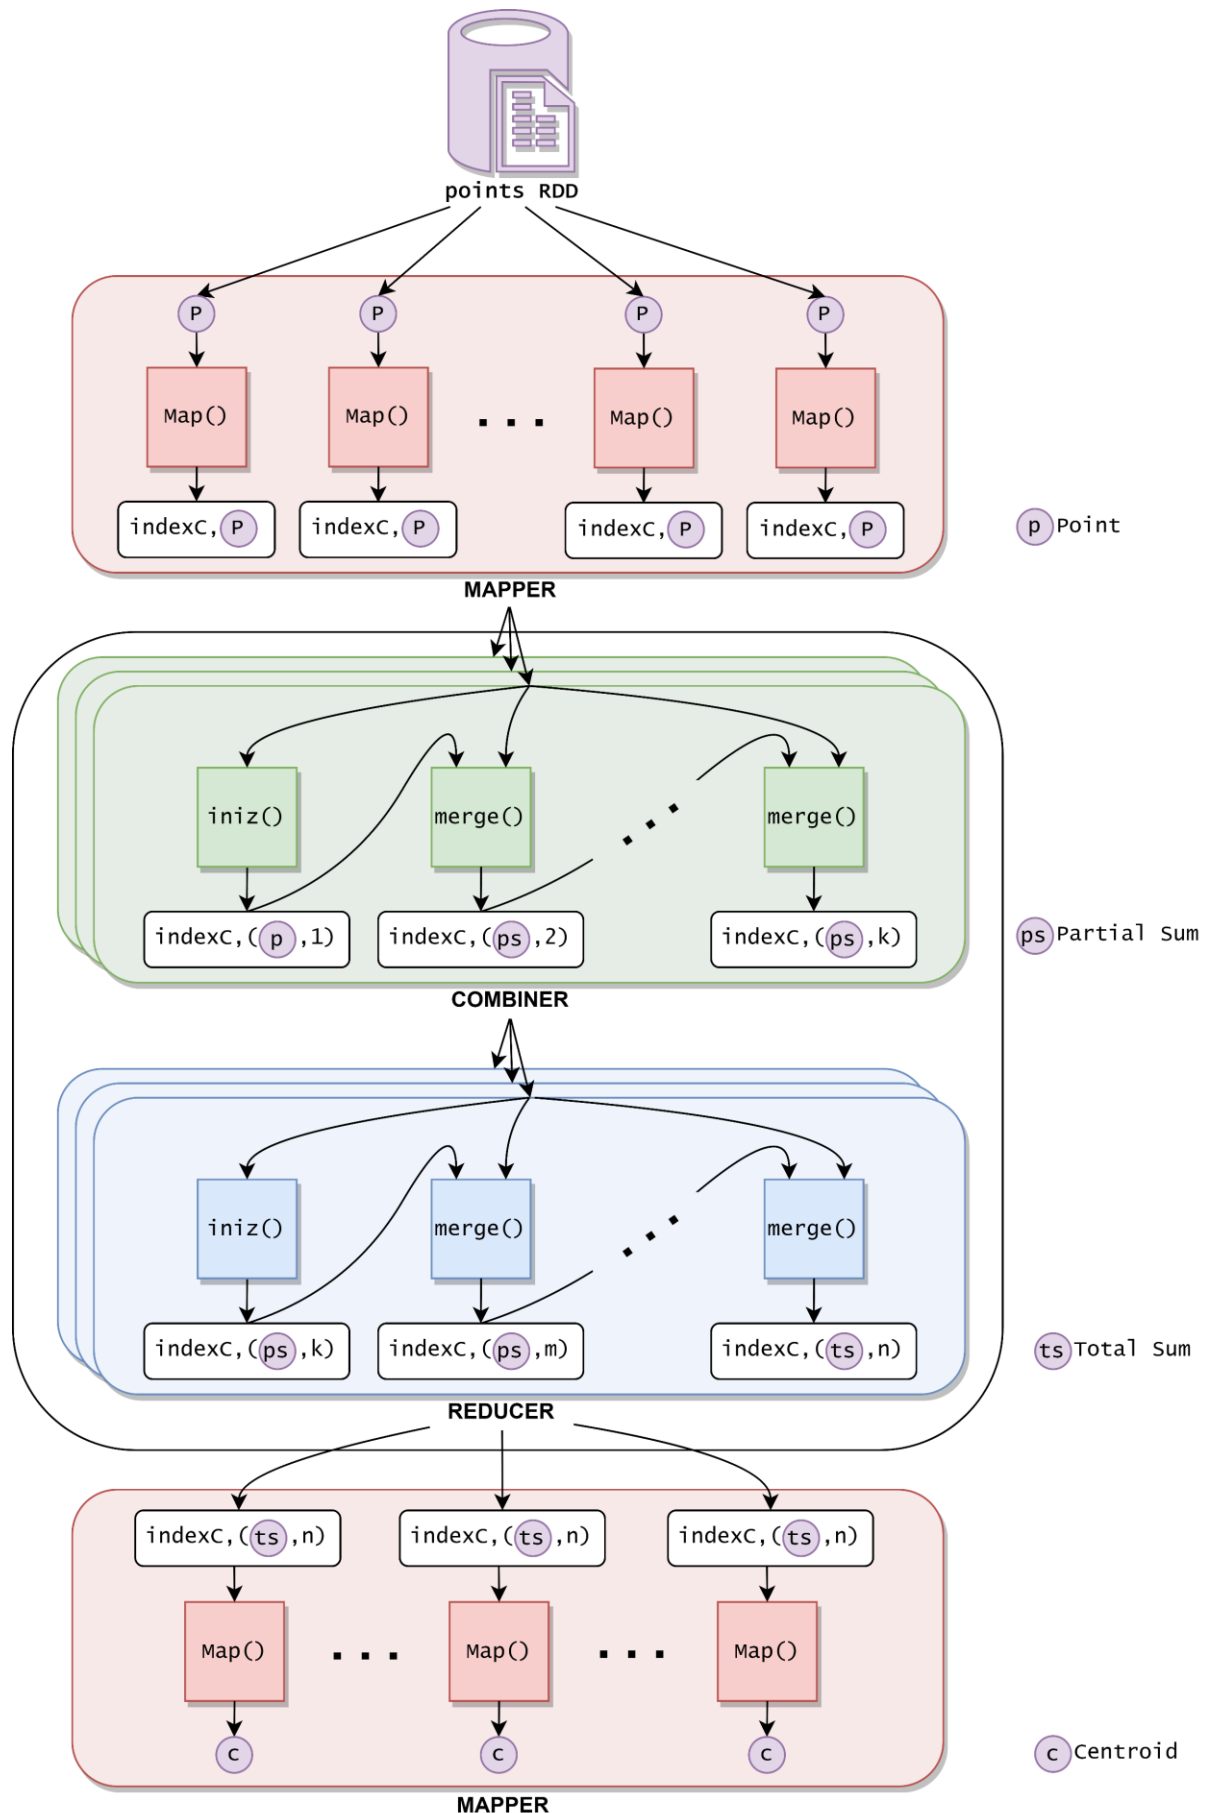 points RDD
P P P P
Map() Map() . . . Map() Map()
indexC,P indexC,P indexC,P indexC,P
p Point
MAPPER
iniz() merge() . . . merge()
indexC,(p,1) indexC,(ps,2) indexC,(ps,k)
ps Partial Sum
COMBINER
iniz() merge() . . . merge()
indexC,(ps,k) indexC,(ps,m) indexC,(ts,n)
ts Total Sum
REDUCER
indexC,(ts,n) indexC,(ts,n) indexC,(ts,n)
Map() . . . Map() . . . Map()
c c c
c Centroid
MAPPER